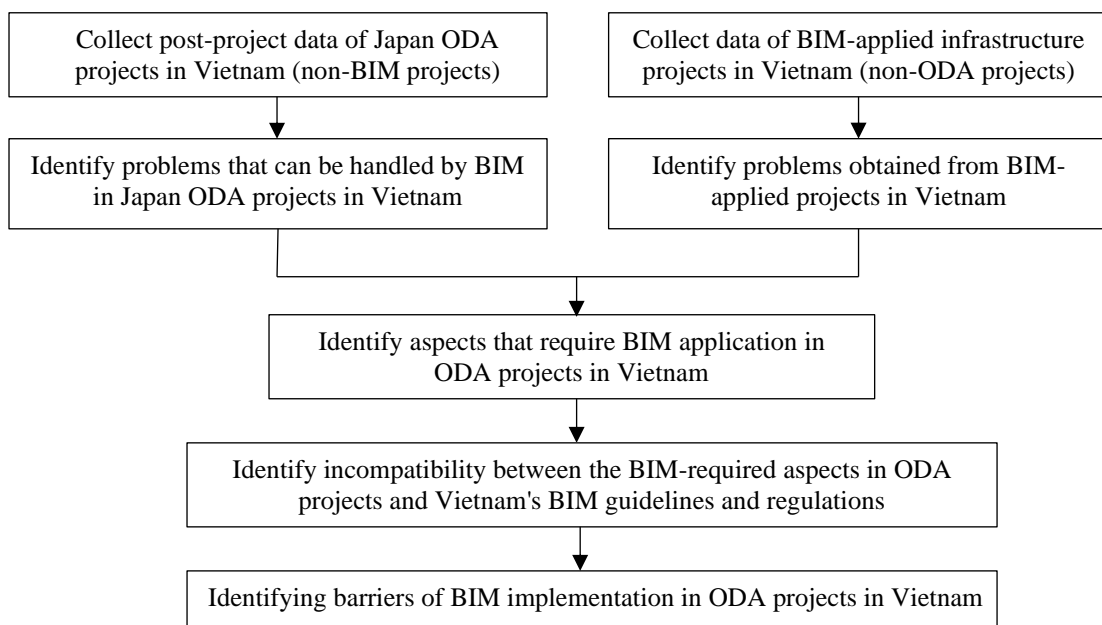 Collect post-project data of Japan ODA
projects in Vietnam (non-BIM projects)
Collect data of BIM-applied infrastructure
projects in Vietnam (non-ODA projects)
Identify problems that can be handled by BIM
in Japan ODA projects in Vietnam
Identify problems obtained from BIM-
applied projects in Vietnam
Identify aspects that require BIM application in
ODA projects in Vietnam
Identify incompatibility between the BIM-required aspects in ODA
projects and Vietnam's BIM guidelines and regulations
Identifying barriers of BIM implementation in ODA projects in Vietnam